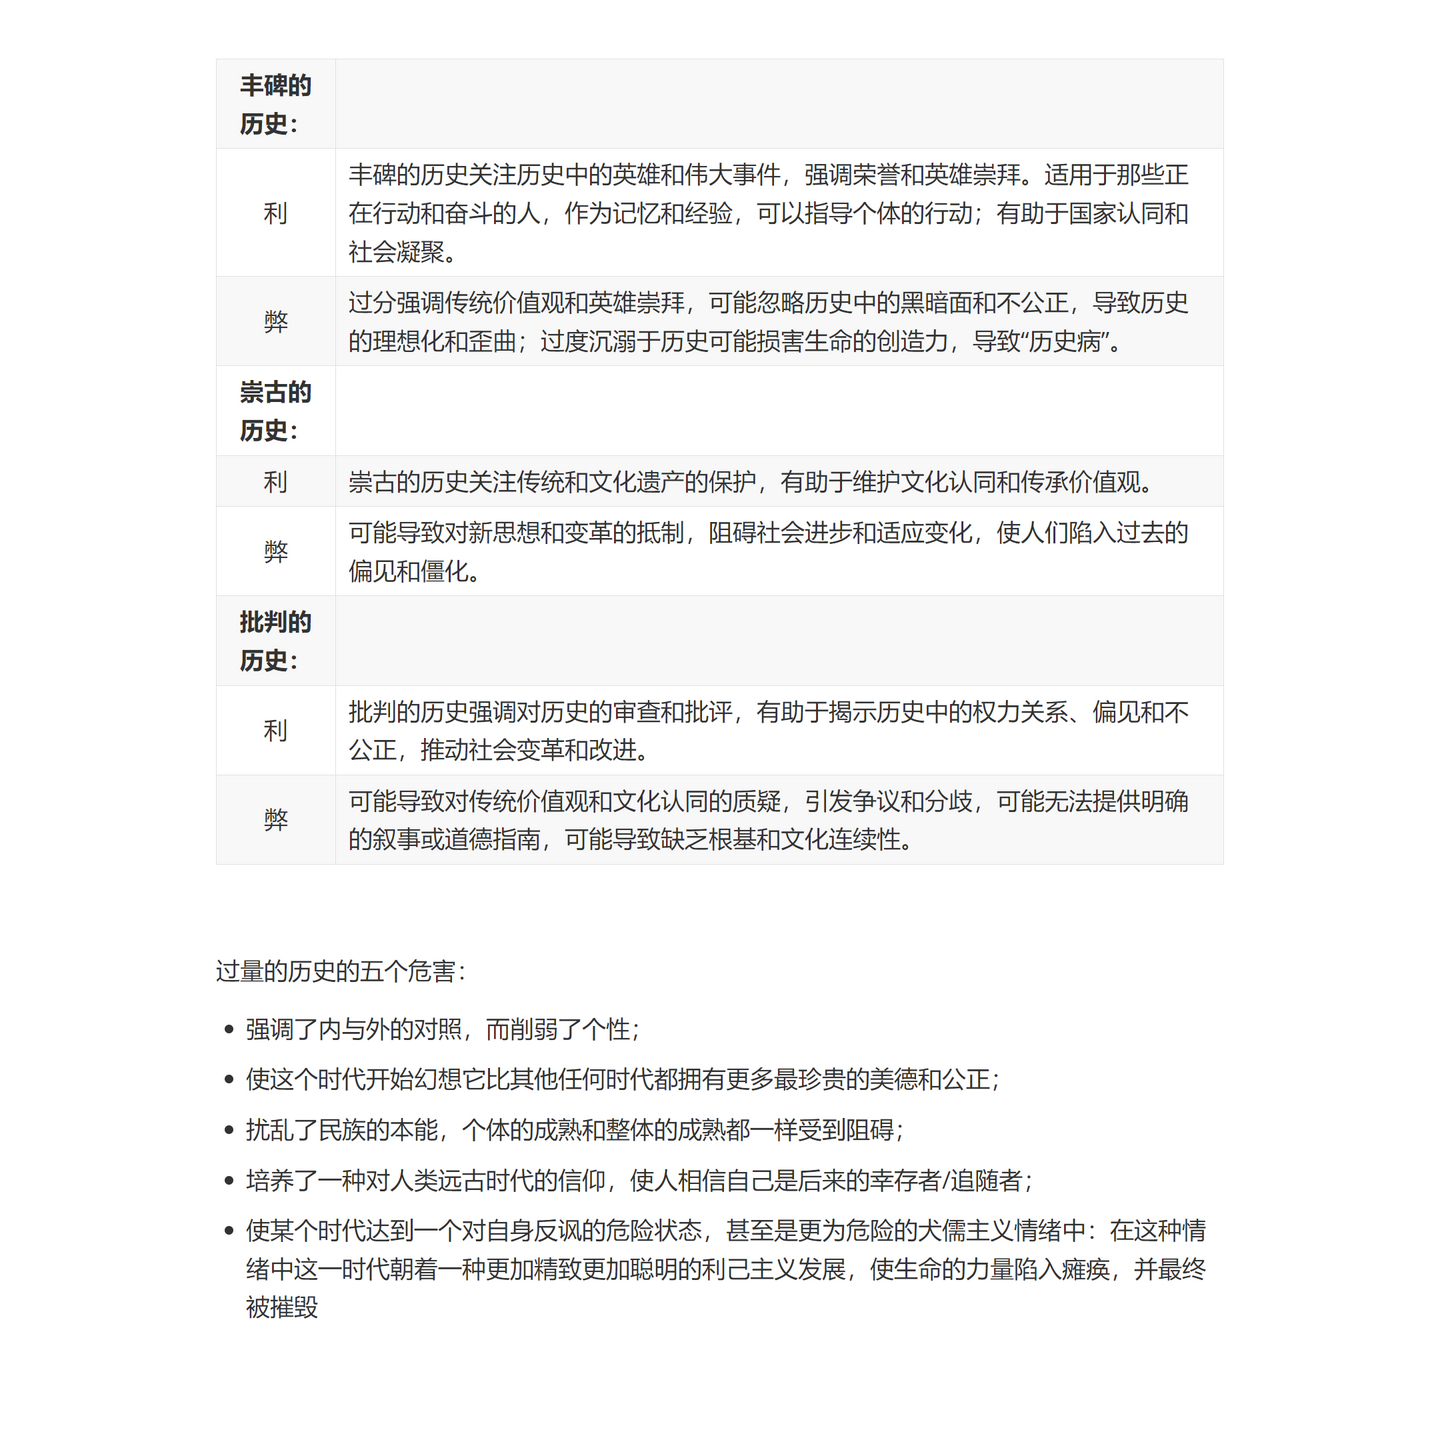 丰碑的
历史：
利
丰碑的历史关注历史中的英雄和伟大事件，强调荣誉和英雄崇拜。适用于那些正
在行动和奋斗的人，作为记忆和经验，可以指导个体的行动；有助于国家认同和
社会凝聚。
弊
过分强调传统价值观和英雄崇拜，可能忽略历史中的黑暗面和不公正，导致历史
的理想化和歪曲；过度沉溺于历史可能损害生命的创造力，导致“历史病”。
崇古的
历史：
利
崇古的历史关注传统和文化遗产的保护，有助于维护文化认同和传承价值观。
弊
可能导致对新思想和变革的抵制，阻碍社会进步和适应变化，使人们陷入过去的
偏见和僵化。
批判的
历史：
利
批判的历史强调对历史的审查和批评，有助于揭示历史中的权力关系、偏见和不
公正，推动社会变革和改进。
弊
可能导致对传统价值观和文化认同的质疑，引发争议和分歧，可能无法提供明确
的叙事或道德指南，可能导致缺乏根基和文化连续性。
过量的历史的五个危害：
• 强调了内与外的对照，而削弱了个性；
• 使这个时代开始幻想它比其他任何时代都拥有更多最珍贵的美德和公正；
• 扰乱了民族的本能，个体的成熟和整体的成熟都一样受到阻碍；
• 培养了一种对人类远古时代的信仰，使人相信自己是后来的幸存者/追随者；
• 使某个时代达到一个对自身反讽的危险状态，甚至是更为危险的犬儒主义情绪中：在这种情
绪中这一时代朝着一种更加精致更加聪明的利己主义发展，使生命的力量陷入瘫痪，并最终
被摧毁